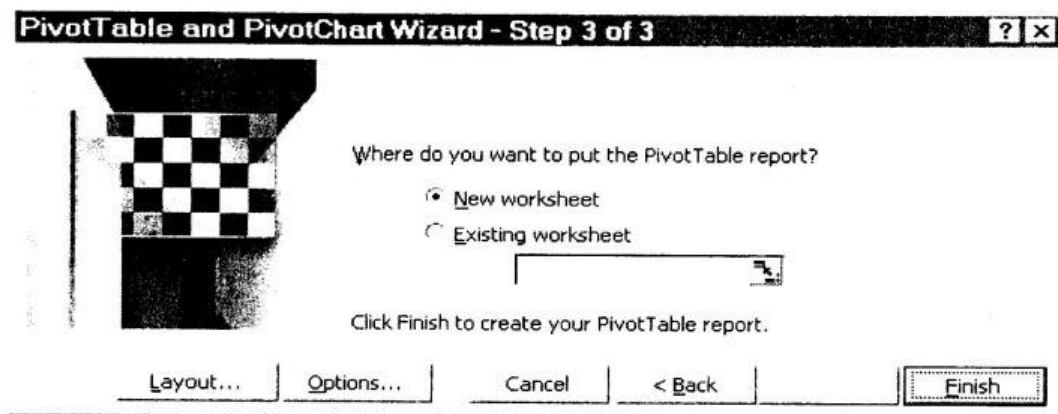 PivotTable and PivotChart Wizard - Step 3 of 3 ? ×
Where do you want to put the PivotTable report?
New worksheet
Existing worksheet
Click Finish to create your PivotTable report.
Layout... Options... Cancel < Back Finish